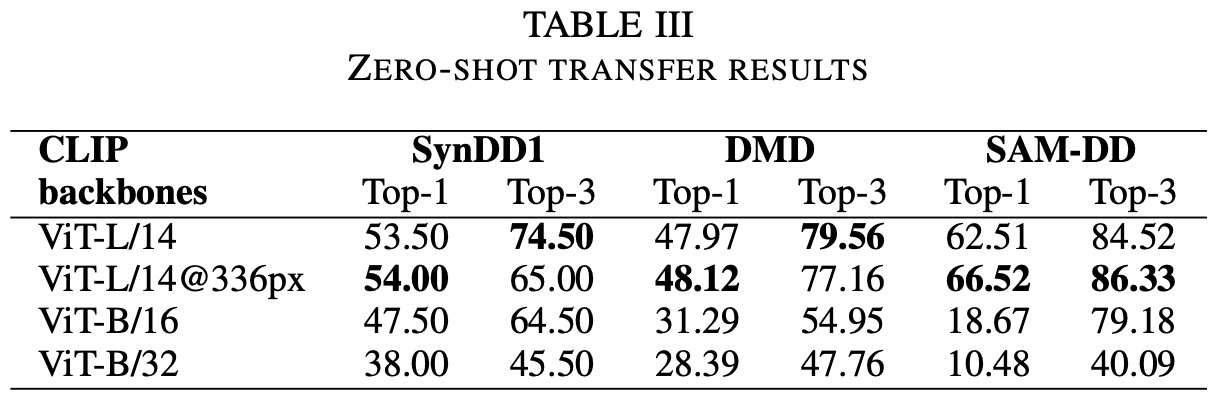 TABLE III
ZERO-SHOT TRANSFER RESULTS
CLIP SynDD1 DMD SAM-DD
backbones Top-1 Top-3 Top-1 Top-3 Top-1 Top-3
ViT-L/14 53.50 74.50 47.97 79.56 62.51 84.52
ViT-L/14@336px 54.00 65.00 48.12 77.16 66.52 86.33
ViT-B/16 47.50 64.50 31.29 54.95 18.67 79.18
ViT-B/32 38.00 45.50 28.39 47.76 10.48 40.09